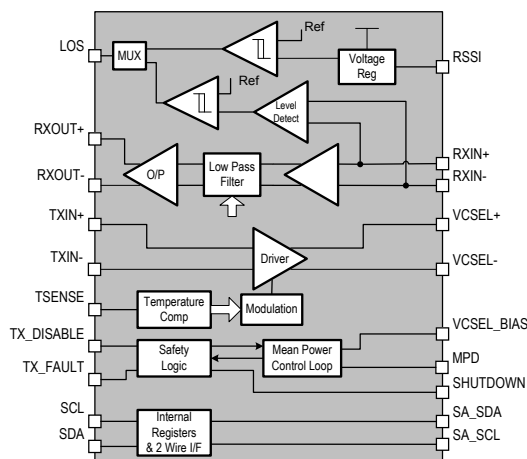 LOS
MUX
Ref
Voltage
Reg
RSSI
Ref
Level
Detect
RXOUT+
RXOUT-
O/P
Low Pass
Filter
RXIN+
RXIN-
TXIN+
TXIN-
Driver
VCSEL+
VCSEL-
TSENSE
Temperature
Comp
Modulation
TX_DISABLE
TX_FAULT
Safety
Logic
Mean Power
Control Loop
VCSEL_BIAS
MPD
SHUTDOWN
SCL
SDA
Internal
Registers
& 2 Wire I/F
SA_SDA
SA_SCL